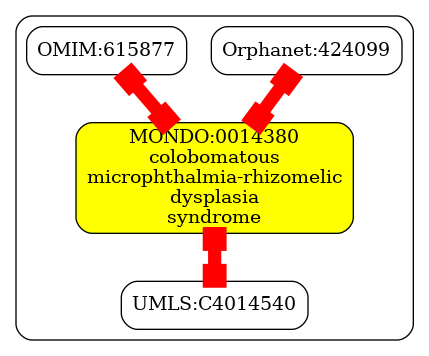 OMIM:615877
Orphanet:424099
MONDO:0014380
colobomatous
microphthalmia-rhizomelic
dysplasia
syndrome
UMLS:C4014540